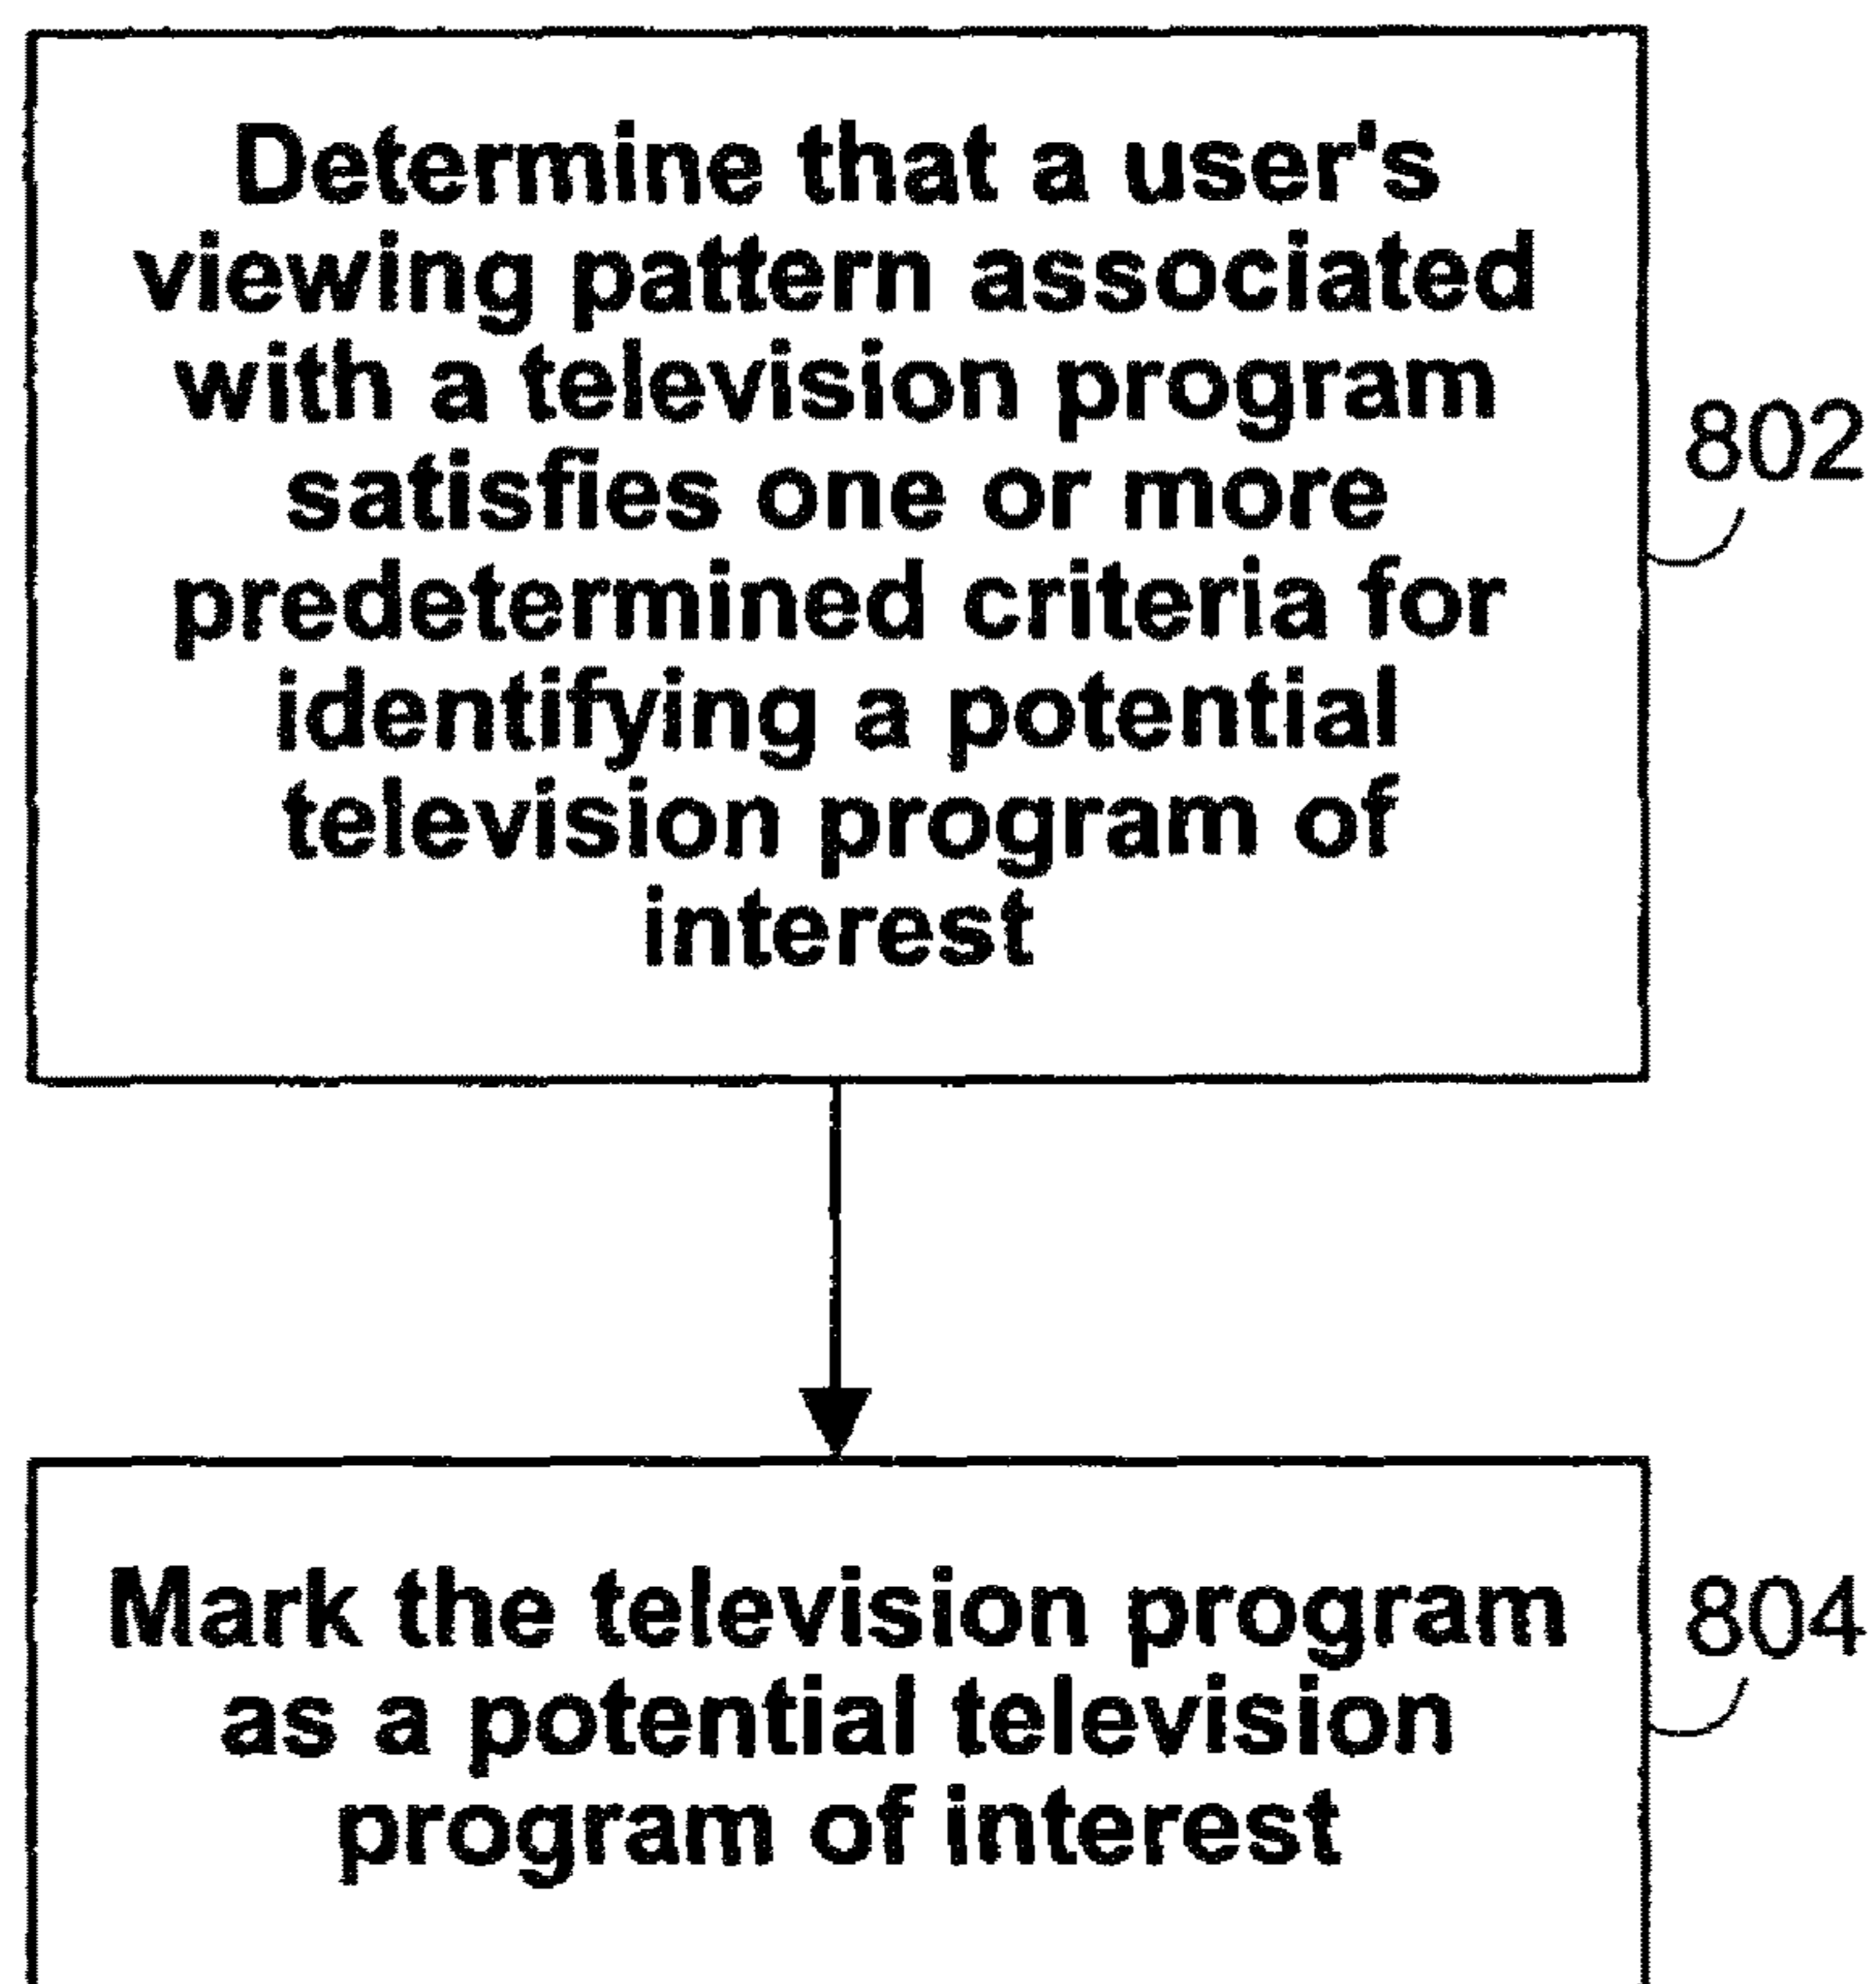 Determine that a user's
viewing pattern associated
with a television program
satisfies one or more
predetermined criteria for
identifying a potential
television program of
interest
802
Mark the television program
as a potential television
program of interest
804